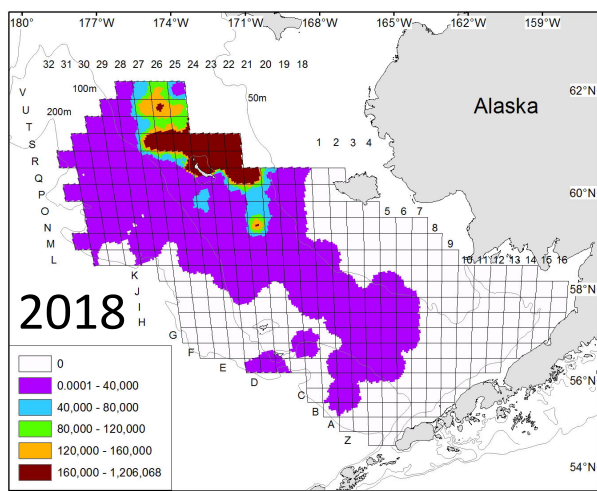 180° 177°W 174°W 171°W 168°W 165°W 162°W 159°W
32 31 30 29 28 27 26 25 24 23 22 21 20 19 18
100m
50m
200m
62°N
Alaska
V
U
T
S
R
Q
P
O
N
M
L
1 2 3 4
60°N
5 6 7
8
9
10 11 12 13 14 15 16
58°N
K
J
I
H
G
F
E
D
C
B
A
Z
2018
56°N
54°N
0
0.0001 - 40,000
40,000 - 80,000
80,000 - 120,000
120,000 - 160,000
160,000 - 1,206,068